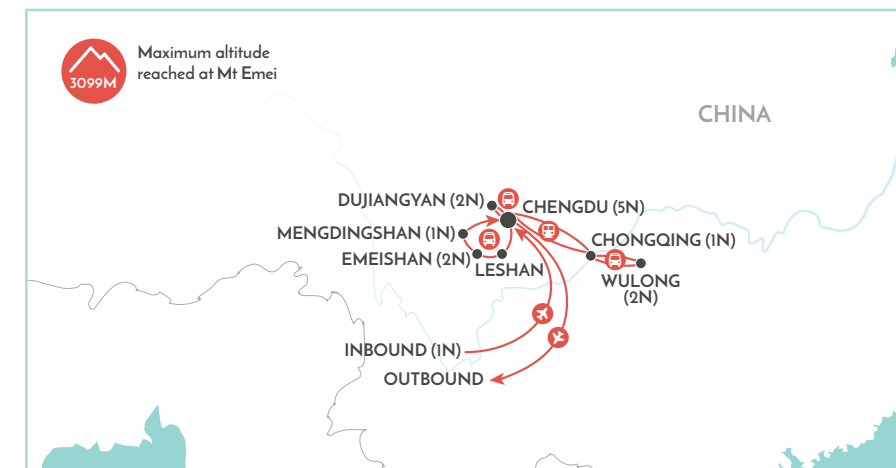 Maximum altitude
reached at Mt Emei
3099M
CHINA
DUJIANGYAN (2N)
CHENGDU (5N)
MENGDINGSHAN (1N)
CHONGQING (1N)
EMEISHAN (2N)
LESHAN
WULONG
(2N)
INBOUND (1N)
OUTBOUND